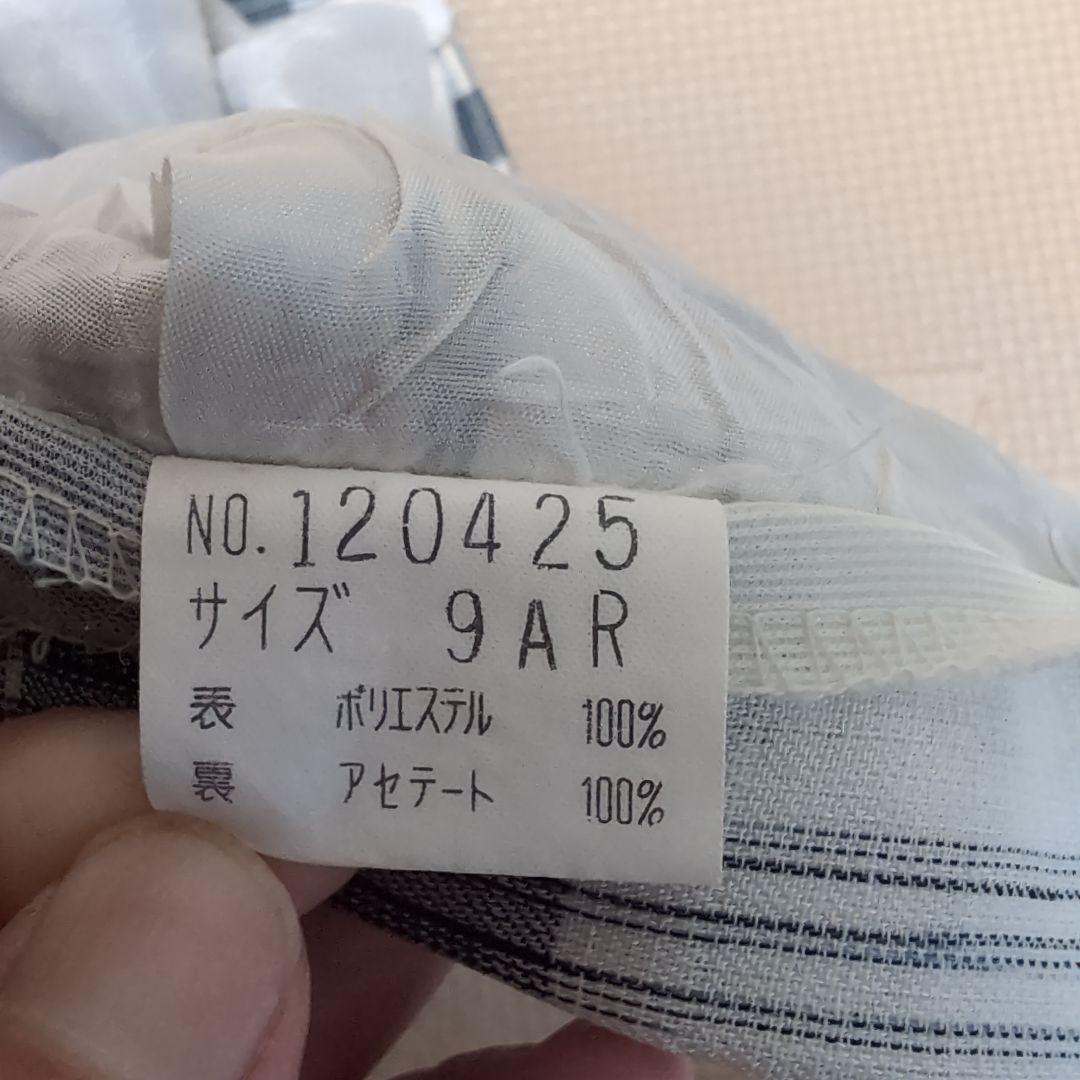 NO. 120425
サイズ 9AR
表 ポリエステル 100%
裏 アセテート 100%